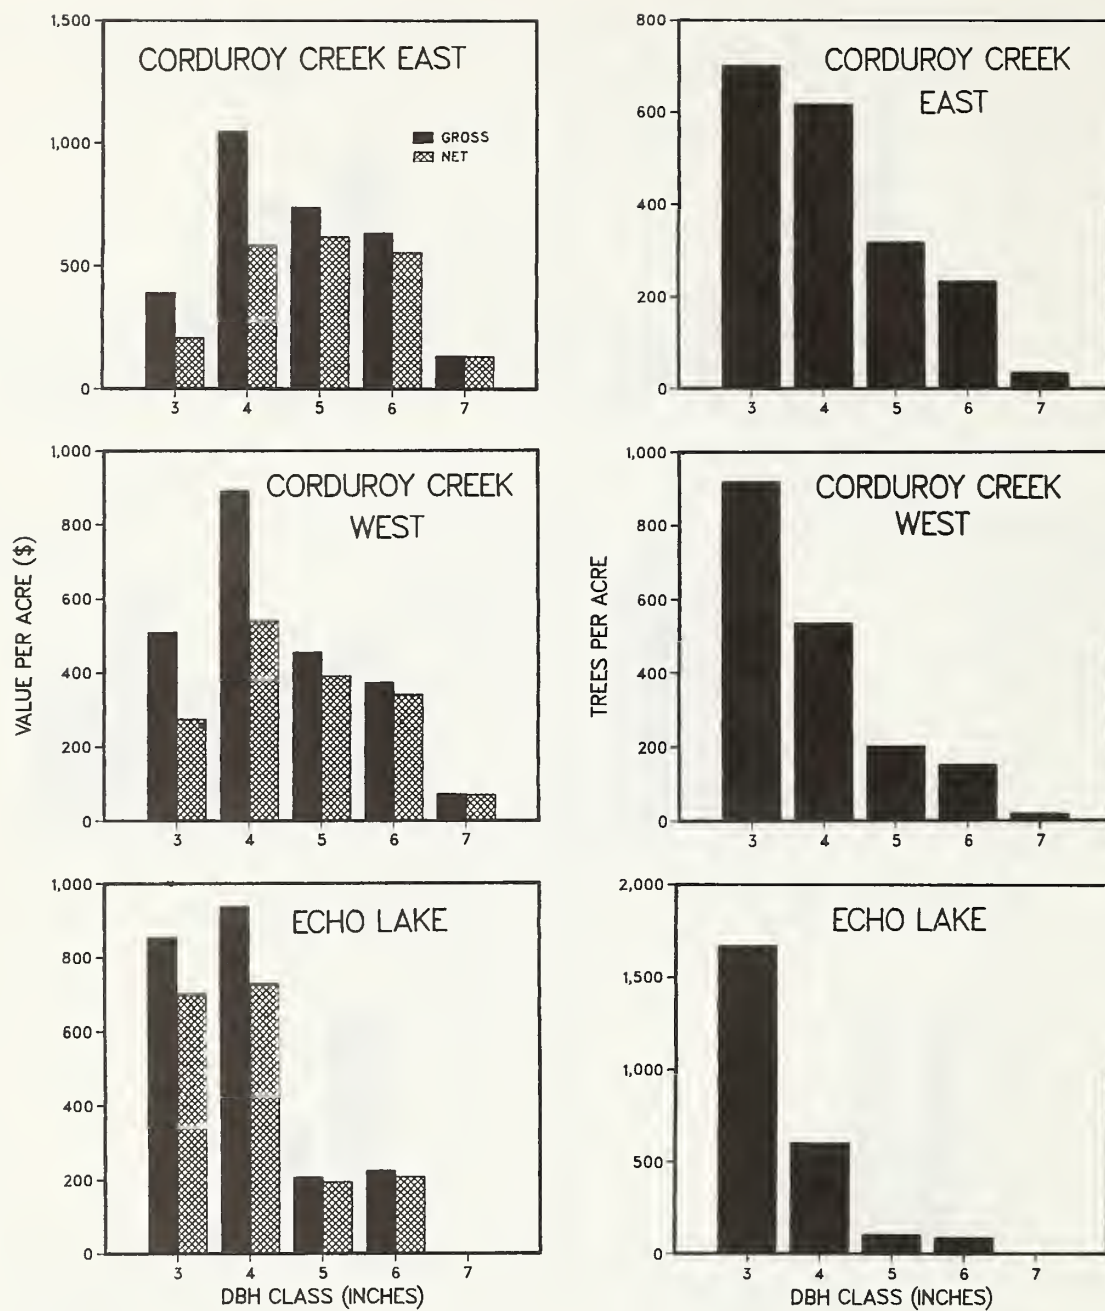 1,500
1,000
500
0
CORDUROY CREEK EAST
GROSS
NET
3 4 5 6 7
800
600
400
200
0
CORDUROY CREEK
EAST
3 4 5 6 7
VALUE PER ACRE ($)
1,000
800
600
400
200
0
CORDUROY CREEK
WEST
3 4 5 6 7
TREES PER ACRE
1,000
800
600
400
200
0
CORDUROY CREEK
WEST
3 4 5 6 7
1,000
800
600
400
200
0
ECHO LAKE
3 4 5 6 7
DBH CLASS (INCHES)
2,000
1,500
1,000
500
0
ECHO LAKE
3 4 5 6 7
DBH CLASS (INCHES)